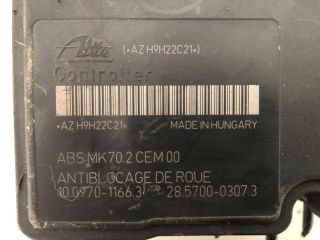 Ate (*AZ H9H22C21*)
Controller
*AZ H9H22C21* MADE IN HUNGARY
ABS MK70.2 CEM 00
ANTIBLOCAGE DE ROUE
10.0970-1166.3 28.5700-0307.3